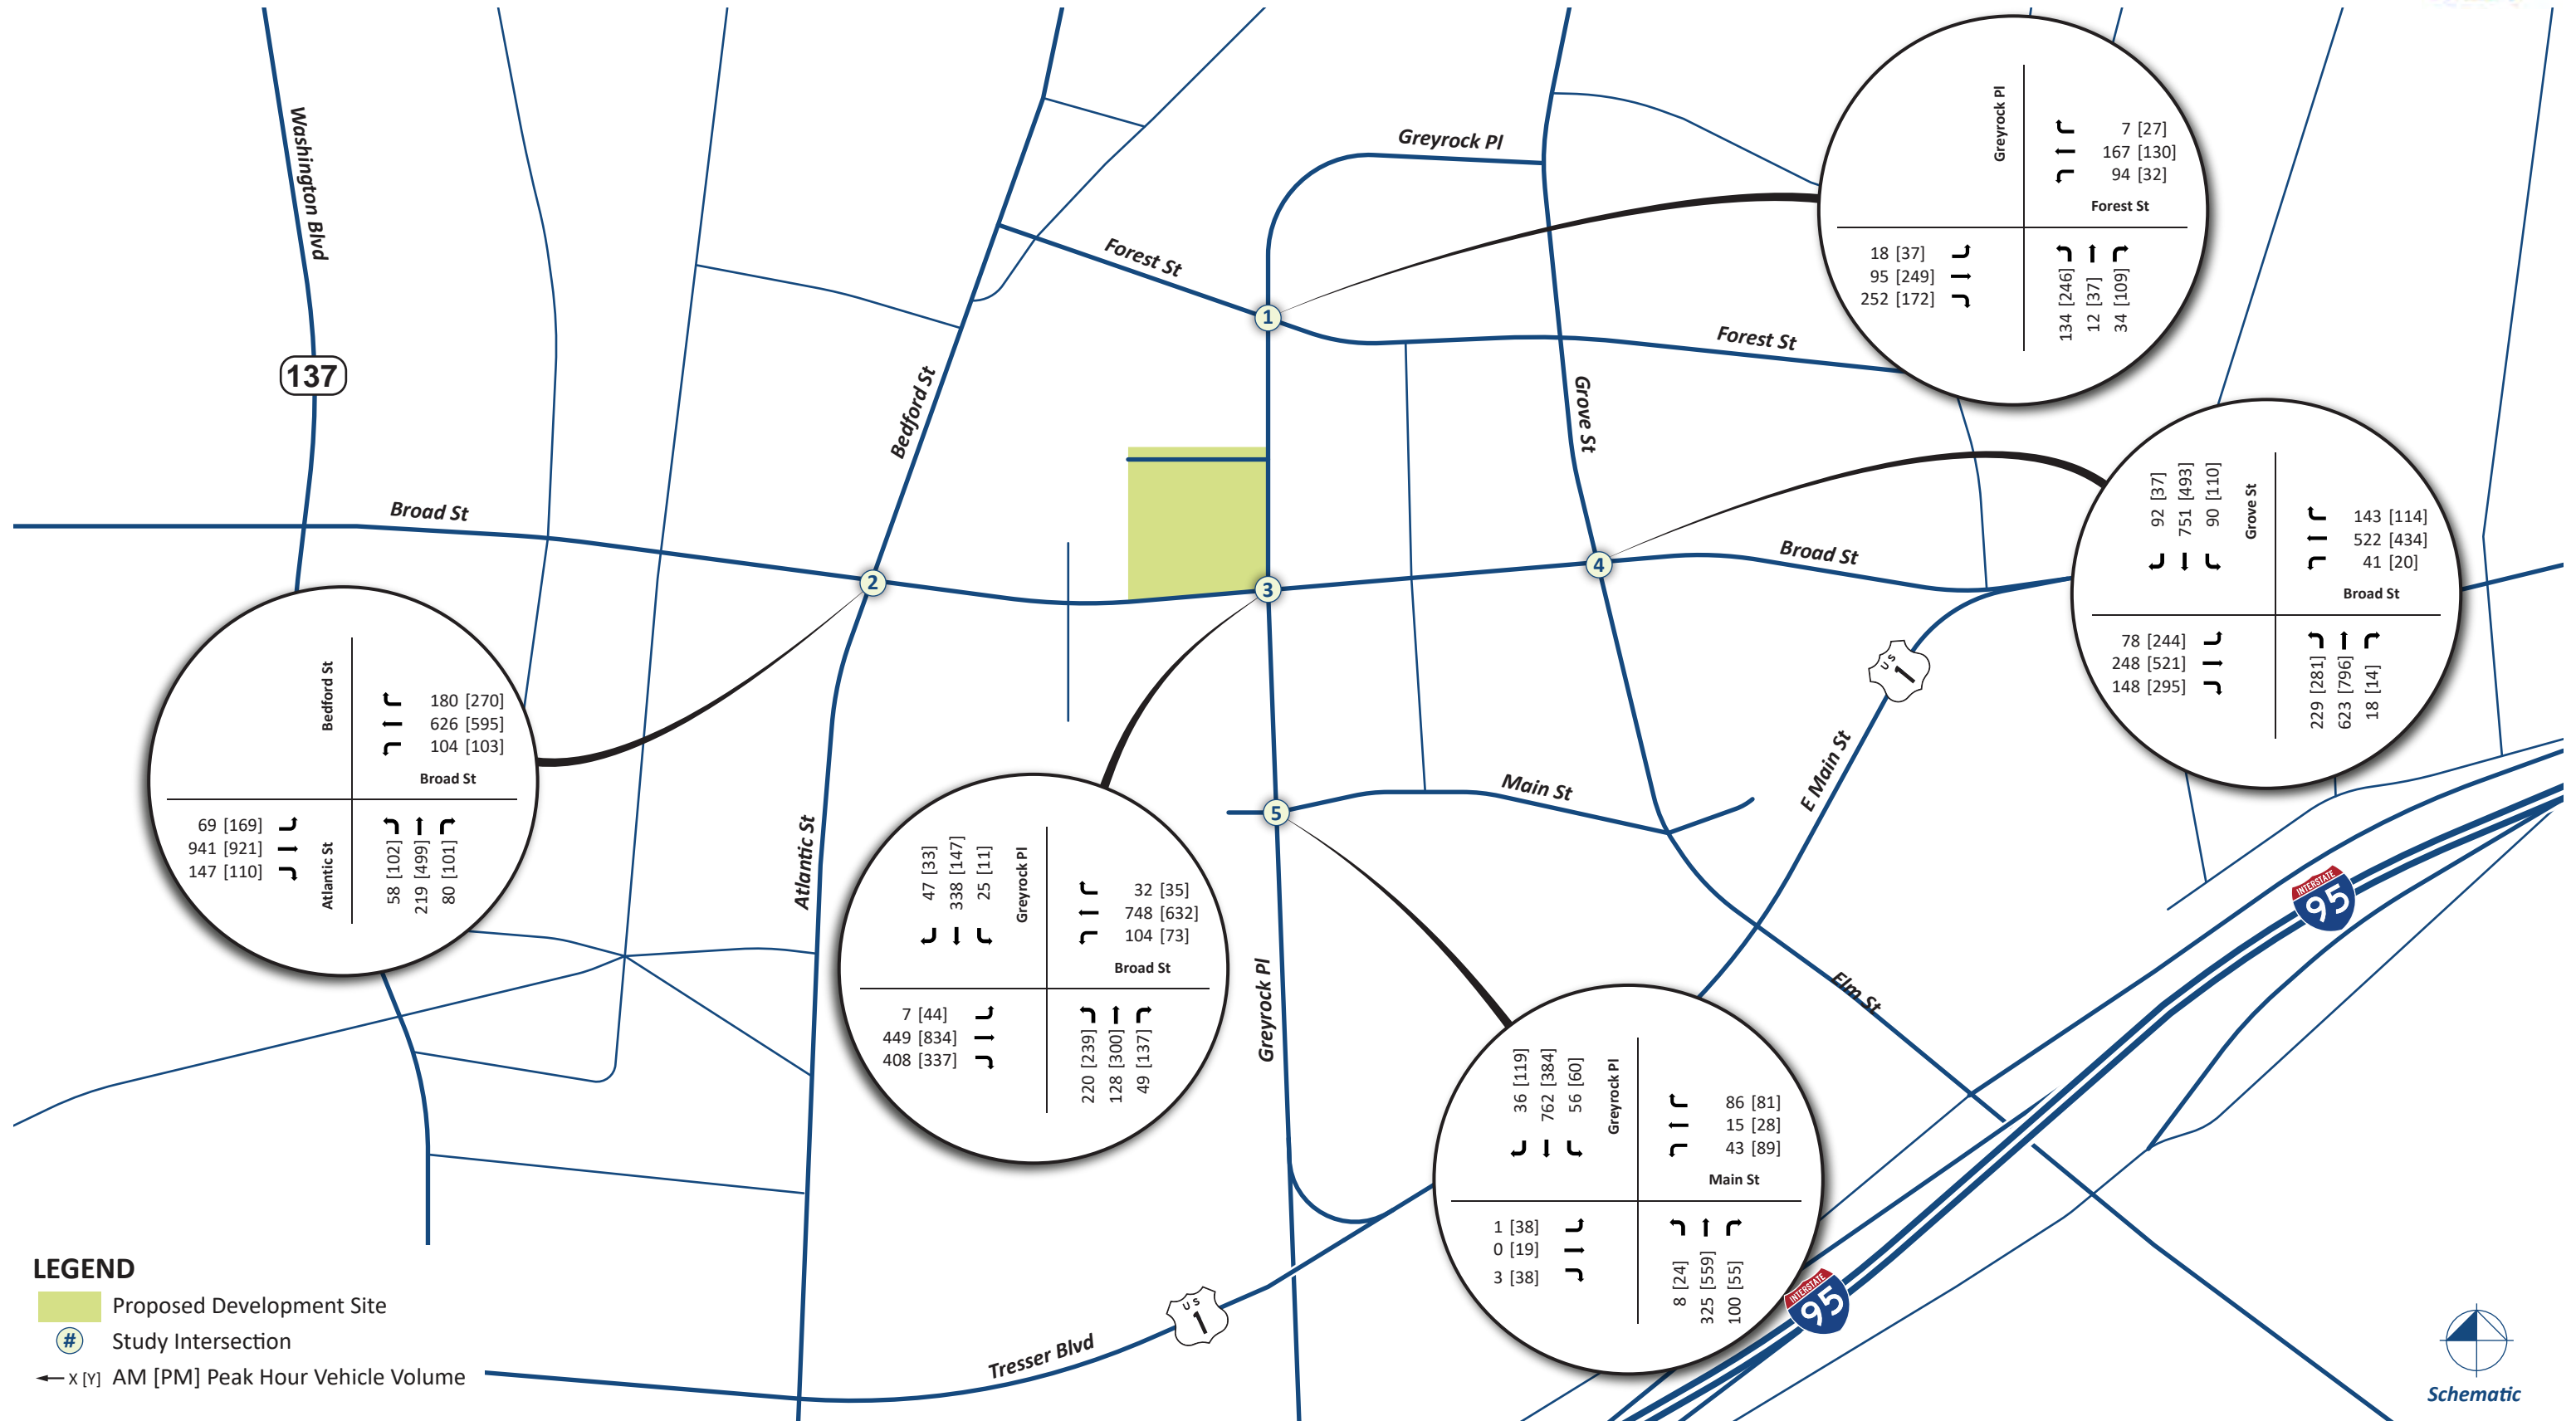 Washington Blvd
137
Broad St
Bedford St
Forest St
Greyrock Pl
Forest St
Grove St
Broad St
1
2
3
4
5
Main St
E Main St
US
1
Elm St
Atlantic St
Greyrock Pl
Tresser Blvd
US
1
INTERSTATE
95
INTERSTATE
95
Greyrock Pl
7 [27]
167 [130]
94 [32]
Forest St
18 [37]
95 [249]
252 [172]
134 [246]
12 [37]
34 [109]
92 [37]
751 [493]
90 [110]
Grove St
143 [114]
522 [434]
41 [20]
Broad St
78 [244]
248 [521]
148 [295]
229 [281]
623 [796]
18 [14]
Bedford St
180 [270]
626 [595]
104 [103]
Broad St
69 [169]
941 [921]
147 [110]
Atlantic St
58 [102]
219 [499]
80 [101]
47 [33]
338 [147]
25 [11]
Greyrock Pl
32 [35]
748 [632]
104 [73]
Broad St
7 [44]
449 [834]
408 [337]
220 [239]
128 [300]
49 [137]
36 [119]
762 [384]
56 [60]
Greyrock Pl
86 [81]
15 [28]
43 [89]
Main St
1 [38]
0 [19]
3 [38]
8 [24]
325 [559]
100 [55]
LEGEND
Proposed Development Site
# Study Intersection
X [Y] AM [PM] Peak Hour Vehicle Volume
Schematic